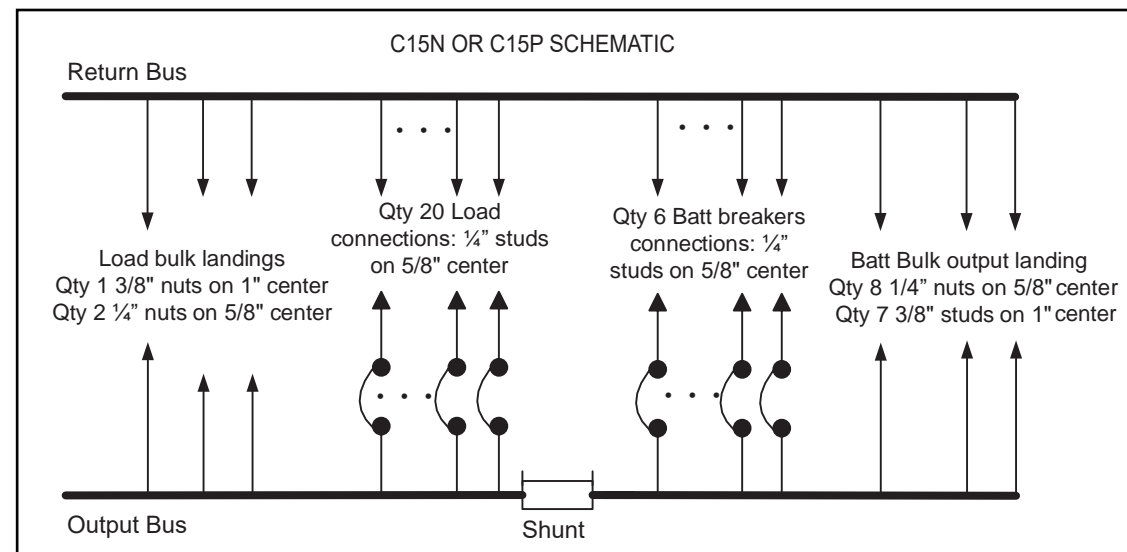 C15N OR C15P SCHEMATIC
Return Bus
Load bulk landings
Qty 1 3/8" nuts on 1" center
Qty 2 ¼” nuts on 5/8" center
Qty 20 Load
connections: ¼” studs
on 5/8" center
Qty 6 Batt breakers
connections: ¼”
studs on 5/8" center
Batt Bulk output landing
Qty 8 1/4” nuts on 5/8" center
Qty 7 3/8" studs on 1" center
Output Bus
Shunt